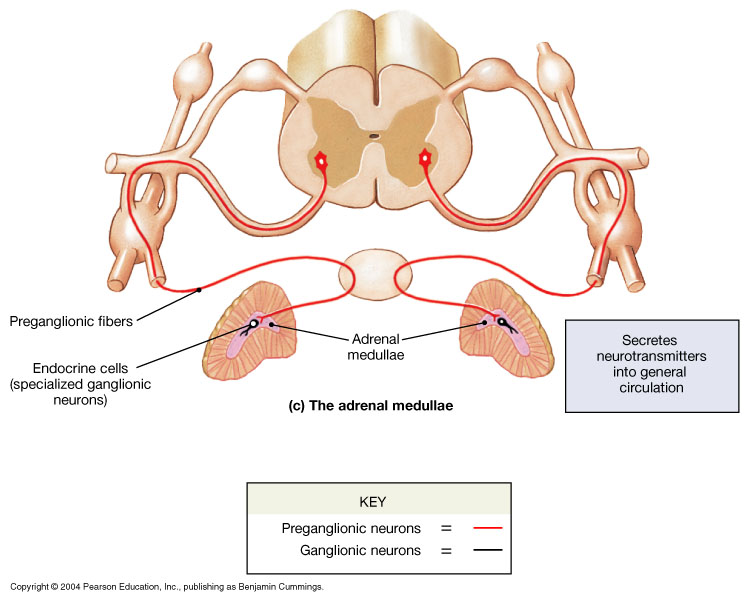 Preganglionic fibers
Endocrine cells
(specialized ganglionic
neurons)
Adrenal
medullae
Secretes
neurotransmitters
into general
circulation
(c) The adrenal medullae
KEY
Preganglionic neurons =
Ganglionic neurons =
Copyright © 2004 Pearson Education, Inc., publishing as Benjamin Cummings.